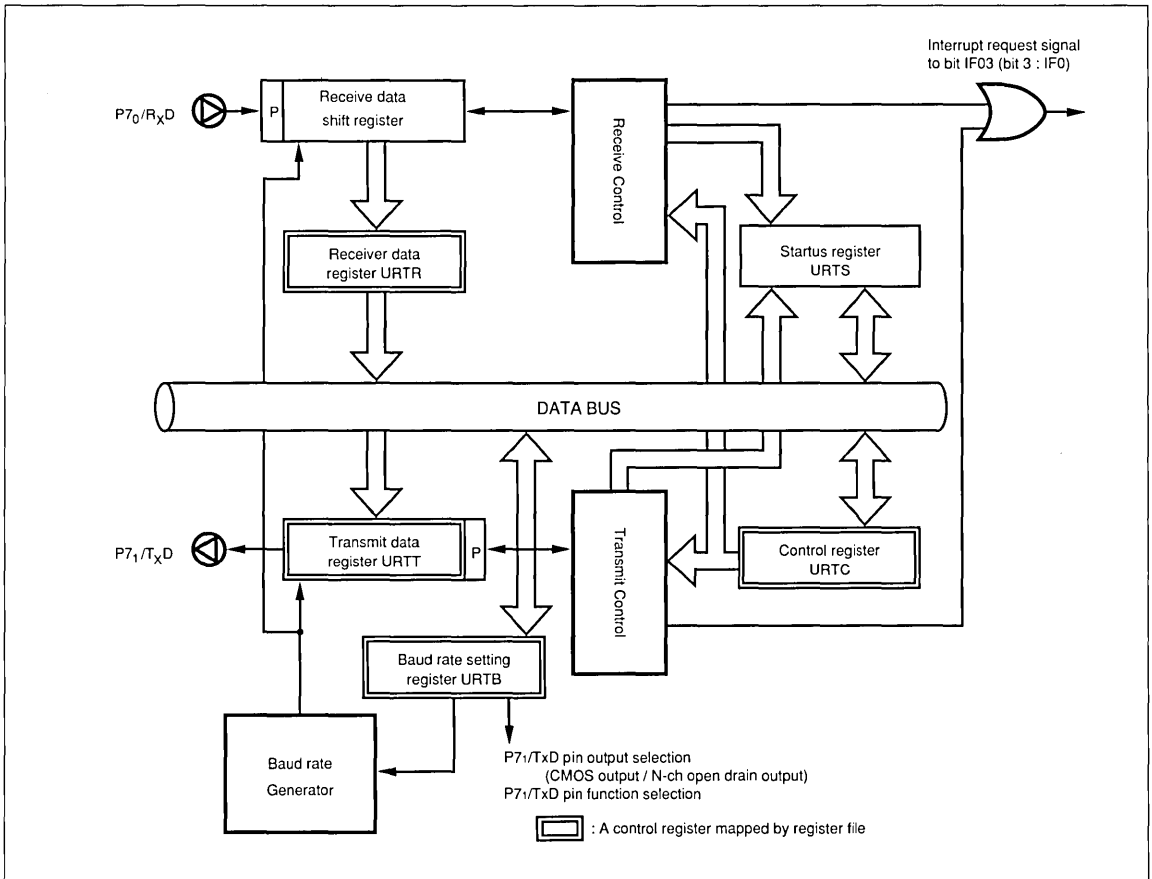 Interrupt request signal
to bit IF03 (bit 3 : IF0)
P7₀/RXD
P
Receive data
shift register
Receive Control
Receiver data
register URTR
Startus register
URTS
DATA BUS
P7₁/TXD
Transmit data
register URTT
P
Transmit Control
Control register
URTC
Baud rate setting
register URTB
Baud rate
Generator
P7₁/TxD pin output selection
(CMOS output / N-ch open drain output)
P7₁/TxD pin function selection
: A control register mapped by register file